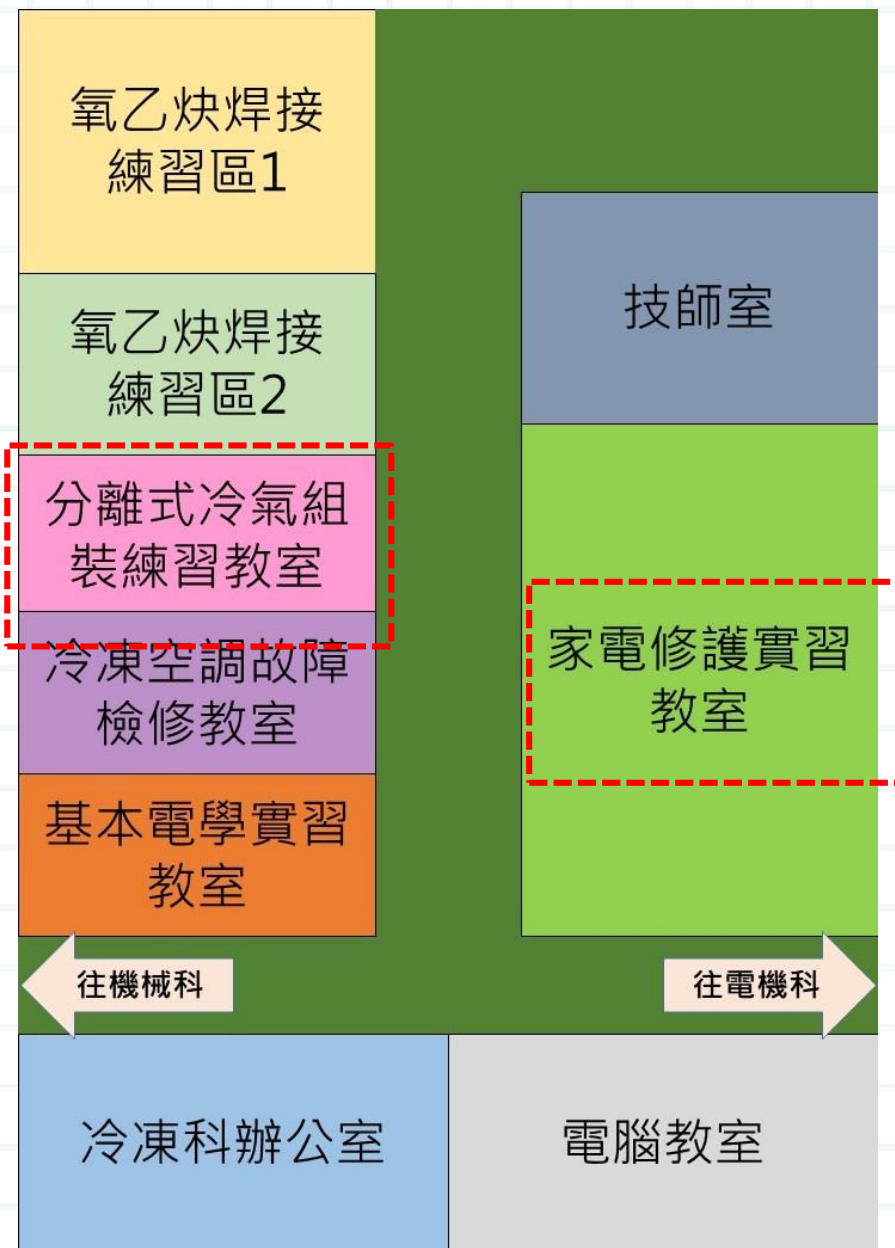 氧乙炔焊接
練習區1
氧乙炔焊接
練習區2
分離式冷氣組
裝練習教室
冷凍空調故障
檢修教室
基本電學實習
教室
技師室
家電修護實習
教室
往機械科
往電機科
冷凍科辦公室
電腦教室